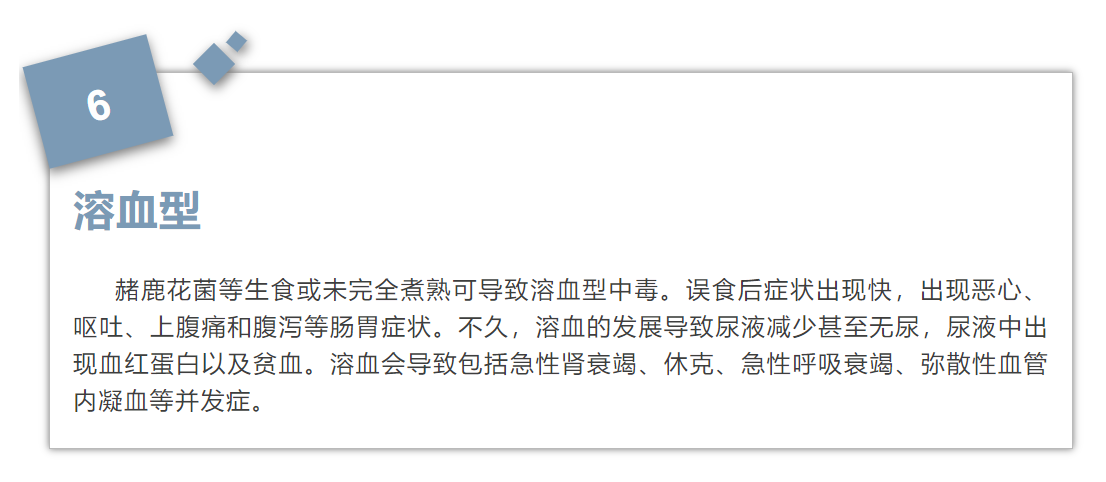 6
溶血型
赭鹿花菌等生食或未完全煮熟可导致溶血型中毒。误食后症状出现快，出现恶心、
呕吐、上腹痛和腹泻等肠胃症状。不久，溶血的发展导致尿液减少甚至无尿，尿液中出
现血红蛋白以及贫血。溶血会导致包括急性肾衰竭、休克、急性呼吸衰竭、弥散性血管
内凝血等并发症。